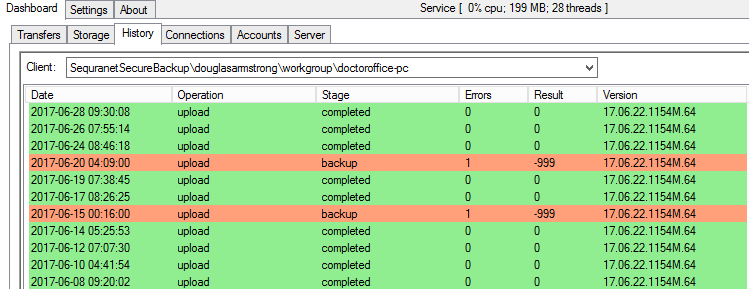 Dashboard Settings About Service [ 0% cpu; 199 MB; 28 threads ]
Transfers Storage History Connections Accounts Server
Client: SequranetSecureBackup\douglasarmstrong\workgroup\doctoroffice-pc
Date Operation Stage Errors Result Version
2017-06-28 09:30:08 upload completed 0 0 17.06.22.1154M.64
2017-06-26 07:55:14 upload completed 0 0 17.06.22.1154M.64
2017-06-24 08:46:18 upload completed 0 0 17.06.22.1154M.64
2017-06-20 04:09:00 upload backup 1 -999 17.06.22.1154M.64
2017-06-19 07:38:45 upload completed 0 0 17.06.22.1154M.64
2017-06-17 08:26:25 upload completed 0 0 17.06.22.1154M.64
2017-06-15 00:16:00 upload backup 1 -999 17.06.22.1154M.64
2017-06-14 05:25:53 upload completed 0 0 17.06.22.1154M.64
2017-06-12 07:07:30 upload completed 0 0 17.06.22.1154M.64
2017-06-10 04:41:54 upload completed 0 0 17.06.22.1154M.64
2017-06-08 09:20:02 upload completed 0 0 17.06.22.1154M.64